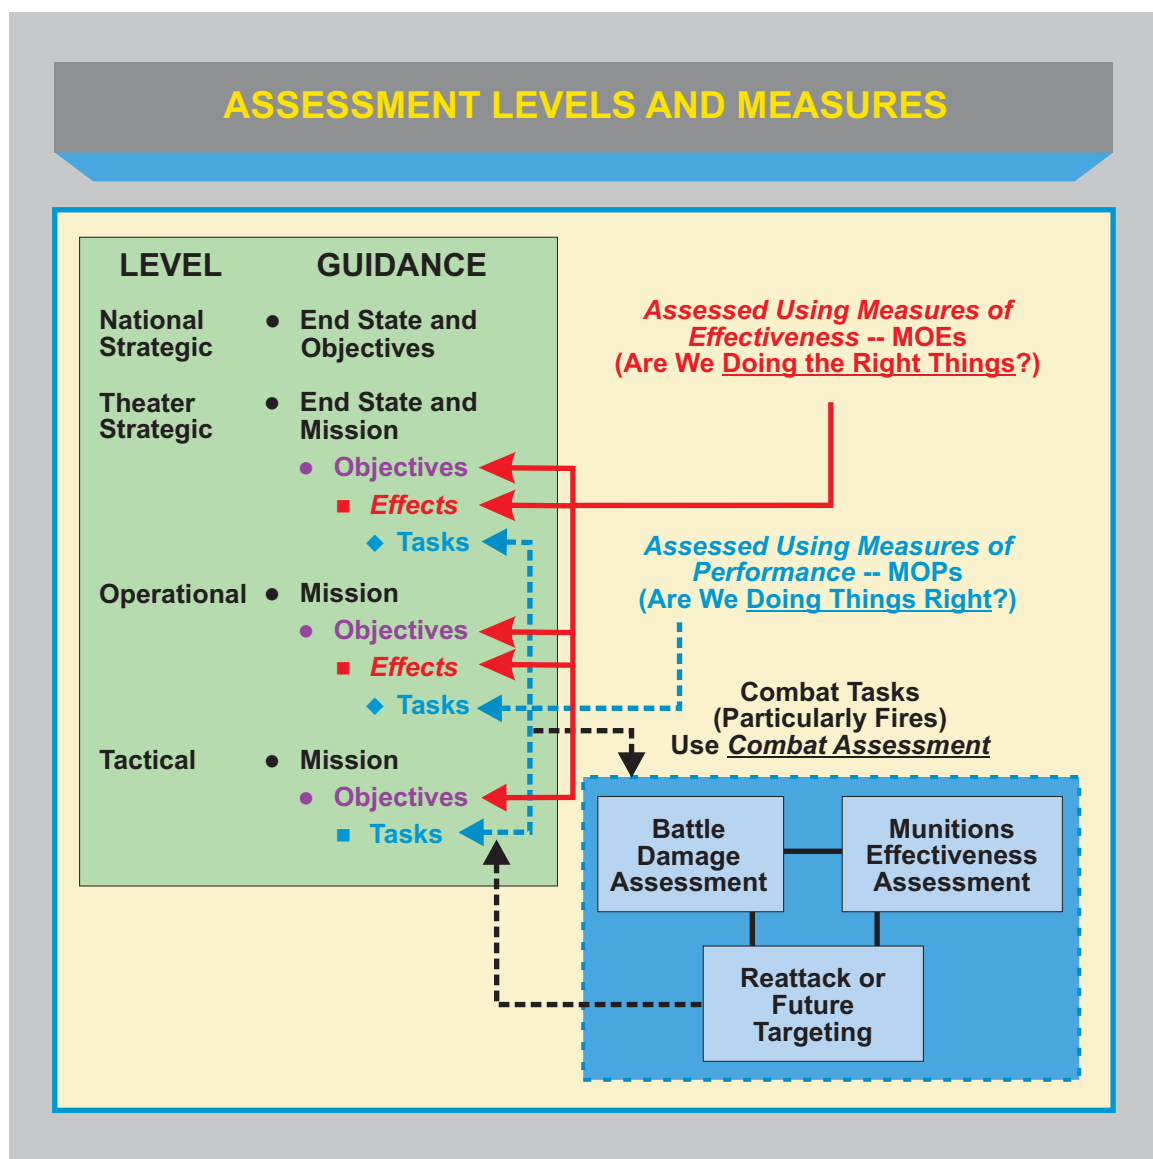 ASSESSMENT LEVELS AND MEASURES
LEVEL GUIDANCE
National
Strategic
● End State and
Objectives
Theater
Strategic
● End State and
Mission
● Objectives
■ Effects
◆ Tasks
Operational ● Mission
● Objectives
■ Effects
◆ Tasks
Tactical ● Mission
● Objectives
■ Tasks
Assessed Using Measures of
Effectiveness -- MOEs
(Are We Doing the Right Things?)
Assessed Using Measures of
Performance -- MOPs
(Are We Doing Things Right?)
Combat Tasks
(Particularly Fires)
Use Combat Assessment
Battle
Damage
Assessment
Munitions
Effectiveness
Assessment
Reattack or
Future
Targeting